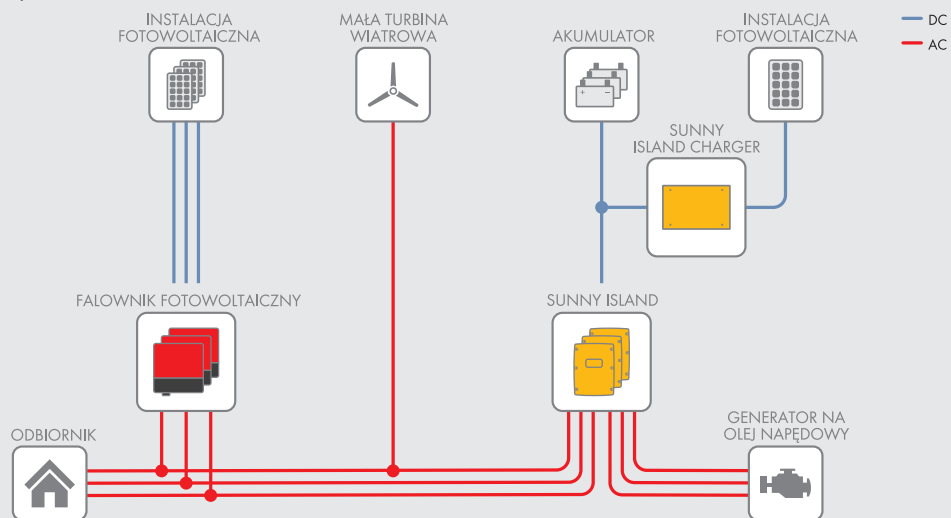 INSTALACJA
FOTOWOLTAICZNA
MAŁA TURBINA
WIATROWA
AKUMULATOR
INSTALACJA
FOTOWOLTAICZNA
DC
AC
SUNNY
ISLAND CHARGER
FALOWNIK FOTOWOLTAICZNY
SUNNY ISLAND
ODBIORNIK
GENERATOR NA
OLEJ NAPĘDOWY